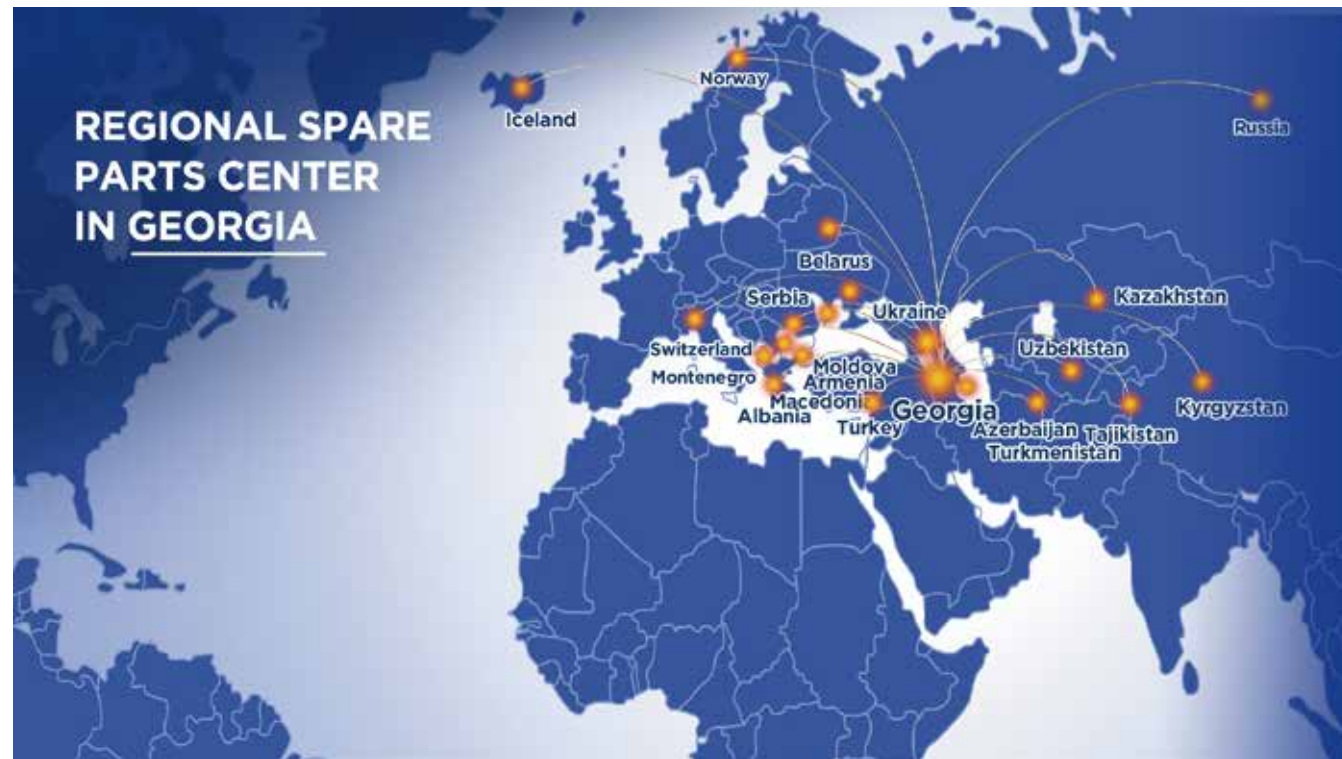 REGIONAL SPARE
PARTS CENTER
IN GEORGIA
Norway
Iceland
Russia
Belarus
Serbia
Ukraine
Kazakhstan
Switzerland
Uzbekistan
Montenegro
Moldova
Armenia
Macedonia
Albania
Turkey
Georgia
Kyrgyzstan
Azerbaijan
Tajikistan
Turkmenistan